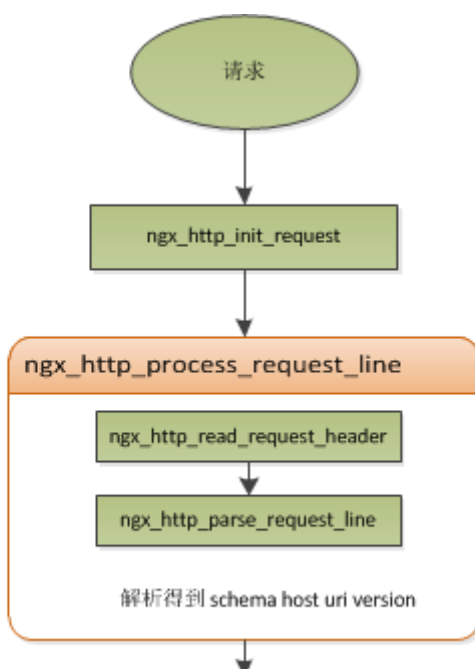 请求
ngx_http_init_request
ngx_http_process_request_line
ngx_http_read_request_header
ngx_http_parse_request_line
解析得到 schema host uri version